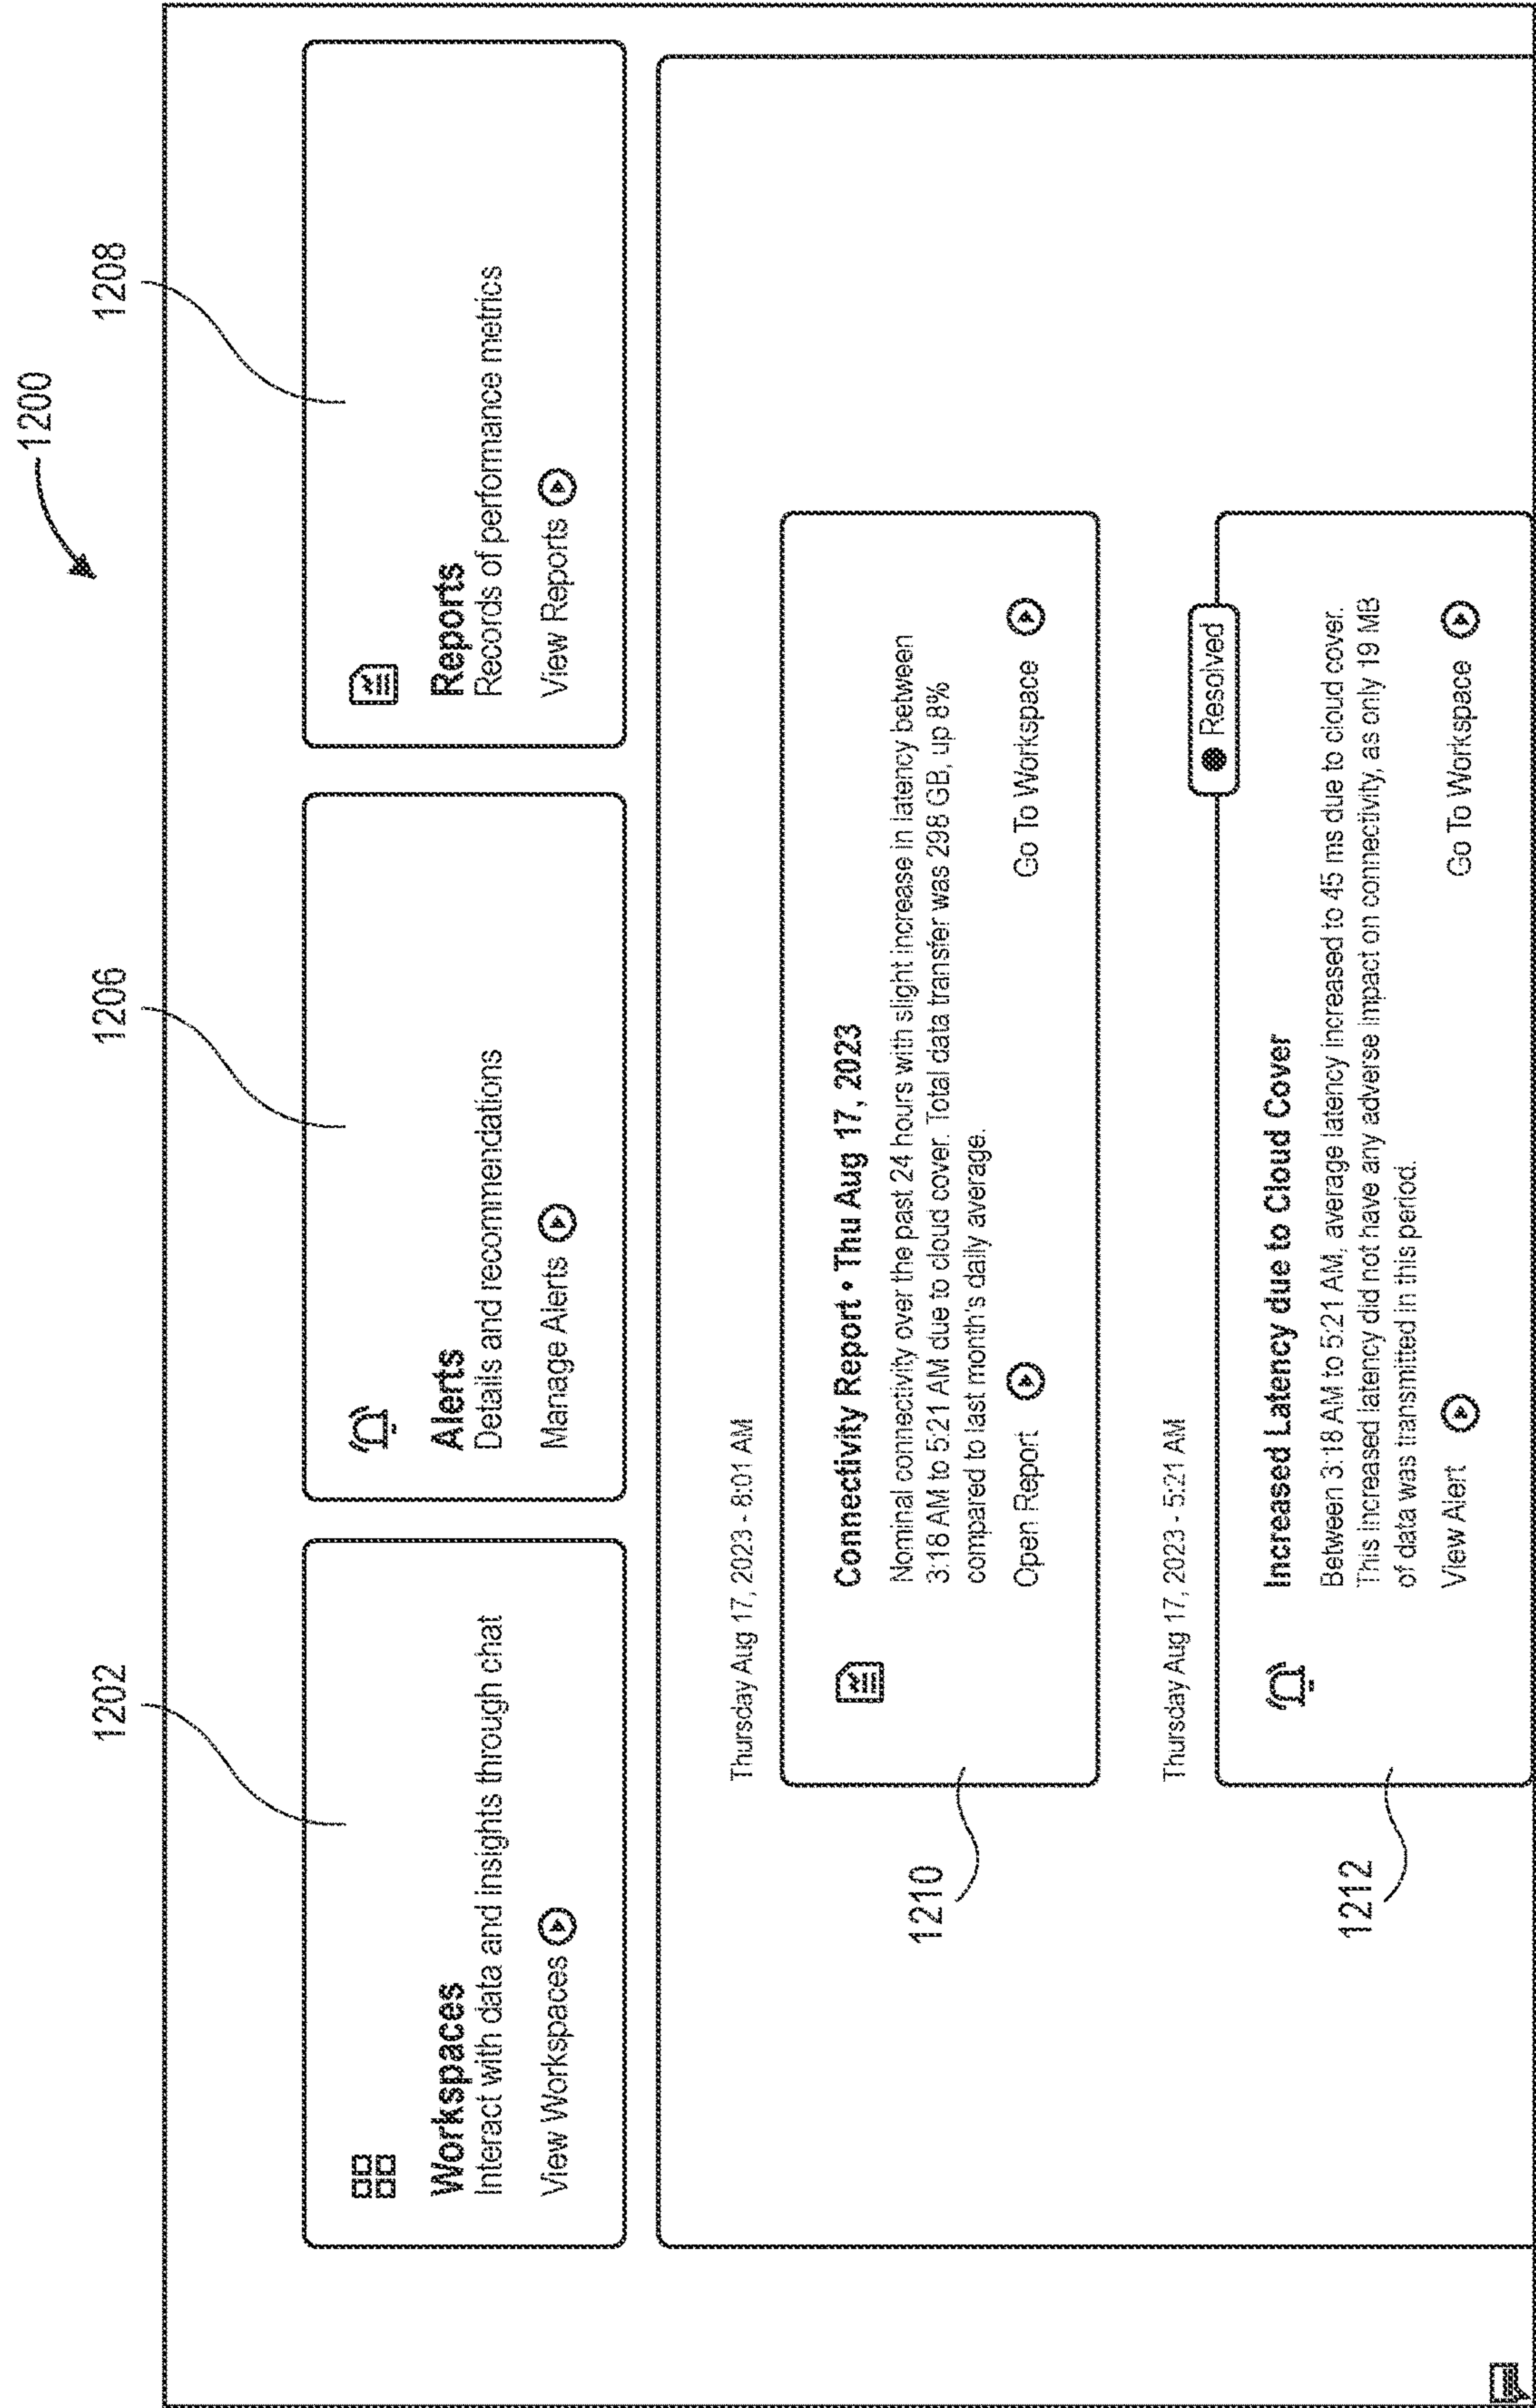 1200
1202
1206
1208
Workspaces
Interact with data and insights through chat
View Workspaces
Alerts
Details and recommendations
Manage Alerts
Reports
Records of performance metrics
View Reports
Thursday Aug 17, 2023 - 8:01 AM
1210
Connectivity Report • Thu Aug 17, 2023
Nominal connectivity over the past 24 hours with slight increase in latency between
3:18 AM to 5:21 AM due to cloud cover. Total data transfer was 298 GB, up 8%
compared to last month's daily average.
Open Report
Go To Workspace
Thursday Aug 17, 2023 - 5:21 AM
Resolved
1212
Increased Latency due to Cloud Cover
Between 3:18 AM to 5:21 AM, average latency increased to 45 ms due to cloud cover.
This increased latency did not have any adverse impact on connectivity, as only 19 MB
of data was transmitted in this period.
View Alert
Go To Workspace